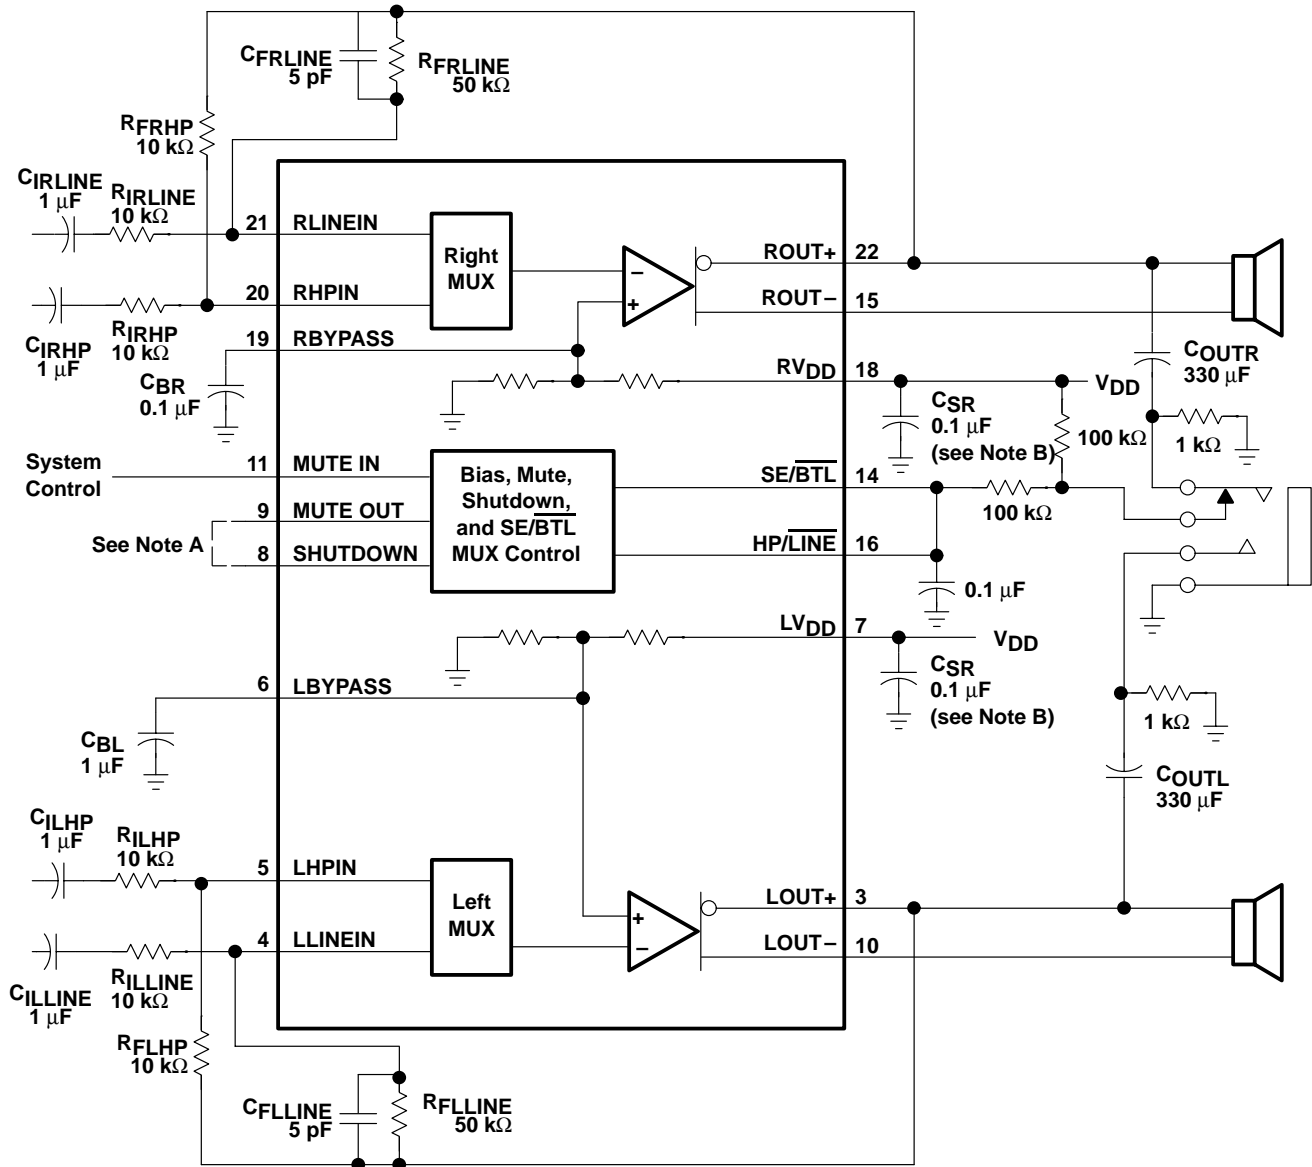 CFRLINE
5 pF
RFRLINE
50 kΩ
RFRHP
10 kΩ
CIRLINE
1 μF
RIRLINE
10 kΩ
21 RLINEIN
Right
MUX
ROUT+ 22
−
+
ROUT− 15
20 RHPIN
RIRHP
10 kΩ
CIRHP
1 μF
19 RBYPASS
CBR
0.1 μF
COUTR
330 μF
RVDD 18
VDD
CSR
0.1 μF
(see Note B)
100 kΩ
1 kΩ
System
Control
11 MUTE IN
Bias, Mute,
Shutdown,
and SE/BTL
MUX Control
SE/BTL 14
100 kΩ
9 MUTE OUT
See Note A
8 SHUTDOWN
HP/LINE 16
0.1 μF
LVDD 7
VDD
CSR
0.1 μF
(see Note B)
6 LBYPASS
1 kΩ
CBL
1 μF
COUTL
330 μF
CILHP
1 μF
RILHP
10 kΩ
5 LHPIN
Left
MUX
+
−
LOUT+ 3
LOUT− 10
4 LLINEIN
RILLINE
10 kΩ
CILLINE
1 μF
RFLHP
10 kΩ
CFLLINE
5 pF
RFLLINE
50 kΩ